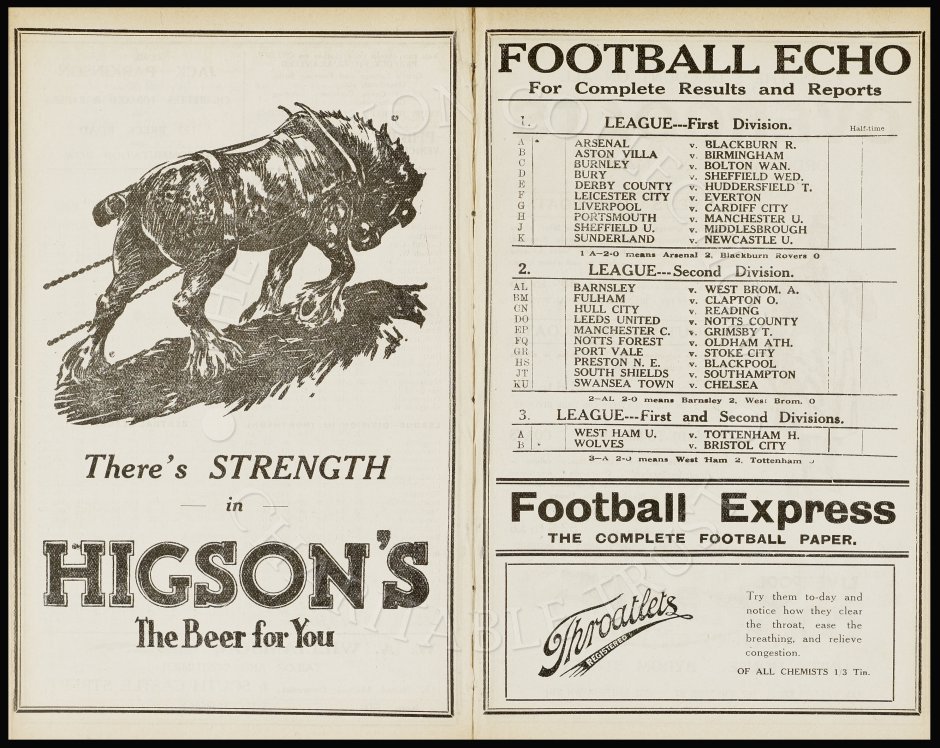 There's STRENGTH
— in —
HIGSON'S
The Beer for You
FOOTBALL ECHO
For Complete Results and Reports
1. LEAGUE---First Division. Half-time
A ARSENAL v. BLACKBURN R.
B ASTON VILLA v. BIRMINGHAM
C BURNLEY v. BOLTON WAN.
D BURY v. SHEFFIELD WED.
E DERBY COUNTY v. HUDDERSFIELD T.
F LEICESTER CITY v. EVERTON
G LIVERPOOL v. CARDIFF CITY
H PORTSMOUTH v. MANCHESTER U.
J SHEFFIELD U. v. MIDDLESBROUGH
K SUNDERLAND v. NEWCASTLE U.
1 A—2-0 means Arsenal 2, Blackburn Rovers 0
2. LEAGUE---Second Division.
AL BARNSLEY v. WEST BROM. A.
BM FULHAM v. CLAPTON O.
CN HULL CITY v. READING
DO LEEDS UNITED v. NOTTS COUNTY
EP MANCHESTER C. v. GRIMSBY T.
FQ NOTTS FOREST v. OLDHAM ATH.
GR PORT VALE v. STOKE CITY
HS PRESTON N. E. v. BLACKPOOL
JT SOUTH SHIELDS v. SOUTHAMPTON
KU SWANSEA TOWN v. CHELSEA
2—AL 2-0 means Barnsley 2, West Brom. 0
3. LEAGUE---First and Second Divisions.
A WEST HAM U. v. TOTTENHAM H.
B WOLVES v. BRISTOL CITY
3—A 2-0 means West Ham 2, Tottenham
Football Express
THE COMPLETE FOOTBALL PAPER.
Throatlets
REGISTERED
Try them to-day and
notice how they clear
the throat, ease the
breathing, and relieve
congestion.
OF ALL CHEMISTS 1/3 Tin.